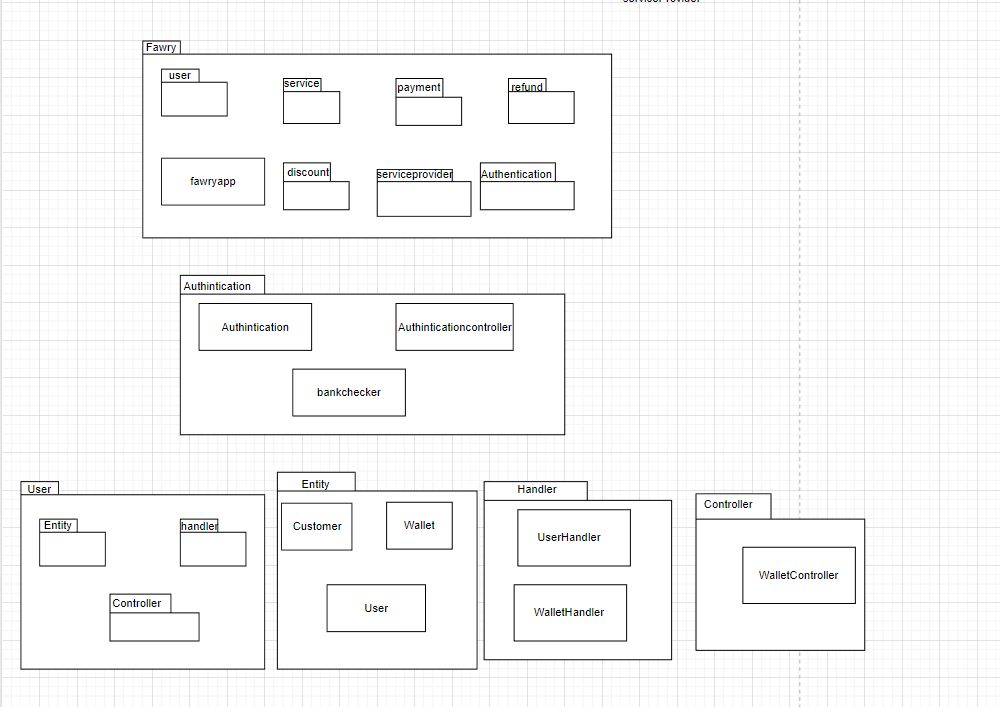 serviceProvider
Fawry
user
service
payment
refund
fawryapp
discount
serviceprovider
Authentication
Authintication
Authintication
Authinticationcontroller
bankchecker
User
Entity
handler
Controller
Entity
Customer
Wallet
User
Handler
UserHandler
WalletHandler
Controller
WalletController